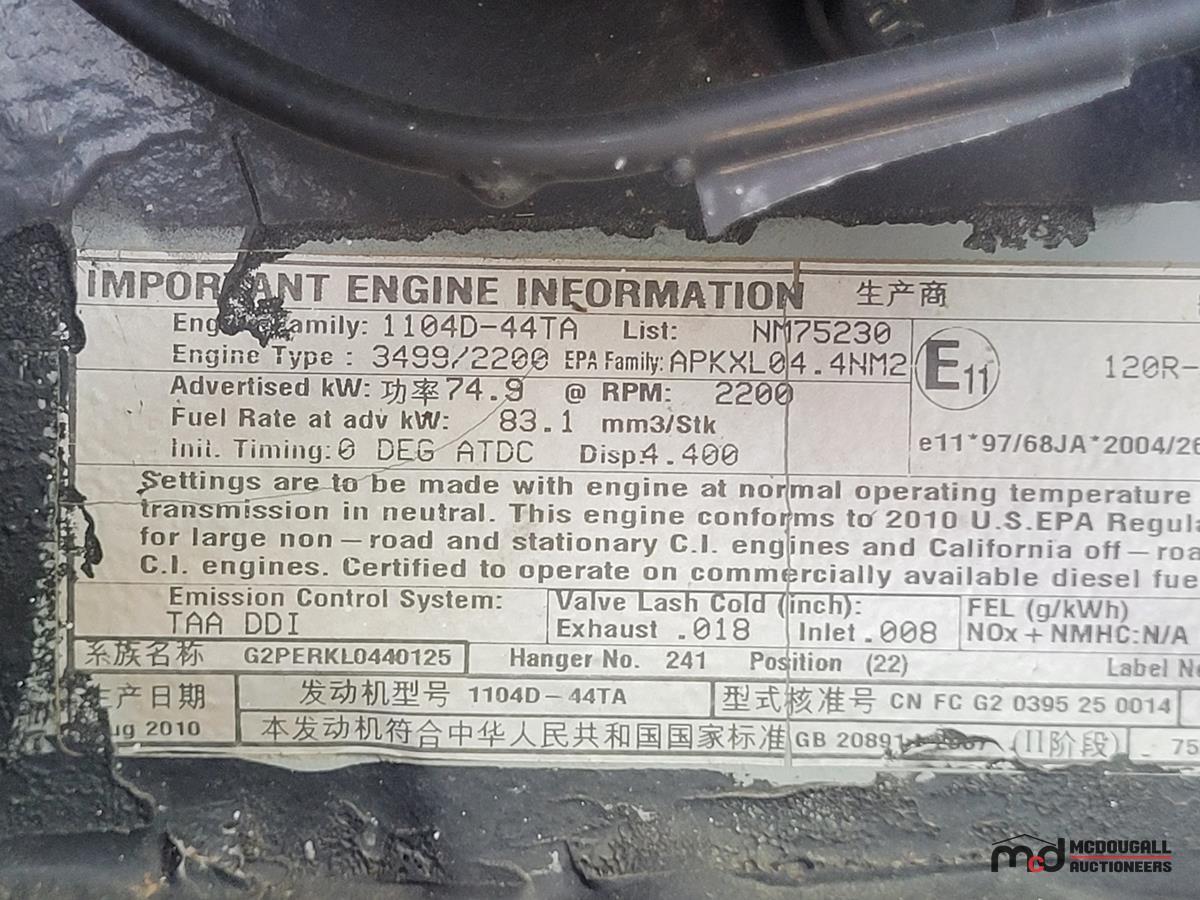 IMPORTANT ENGINE INFORMATION 生产商
Engine Family: 1104D-44TA List: NM75230
Engine Type : 3499/2200 EPA Family: APKXL04.4NM2
E11 120R-
Advertised kW: 功率74.9 @ RPM: 2200
Fuel Rate at adv kW: 83.1 mm3/Stk
Init. Timing: 0 DEG ATDC Disp:4.400
e11*97/68JA*2004/26
Settings are to be made with engine at normal operating temperature
transmission in neutral. This engine conforms to 2010 U.S.EPA Regula
for large non-road and stationary C.I. engines and California off-roa
C.I. engines. Certified to operate on commercially available diesel fue
Emission Control System:
TAA DDI
Valve Lash Cold (inch):
Exhaust .018 Inlet .008
FEL (g/kWh)
NOx + NMHC: N/A
系族名称 G2PERKL0440125 Hanger No. 241 Position (22) Label N
生产日期
ug 2010
发动机型号 1104D-44TA 型式核准号 CN FC G2 0395 25 0014
本发动机符合中华人民共和国国家标准 GB 20891 (II阶段) 75
mcd MCDOUGALL
AUCTIONEERS